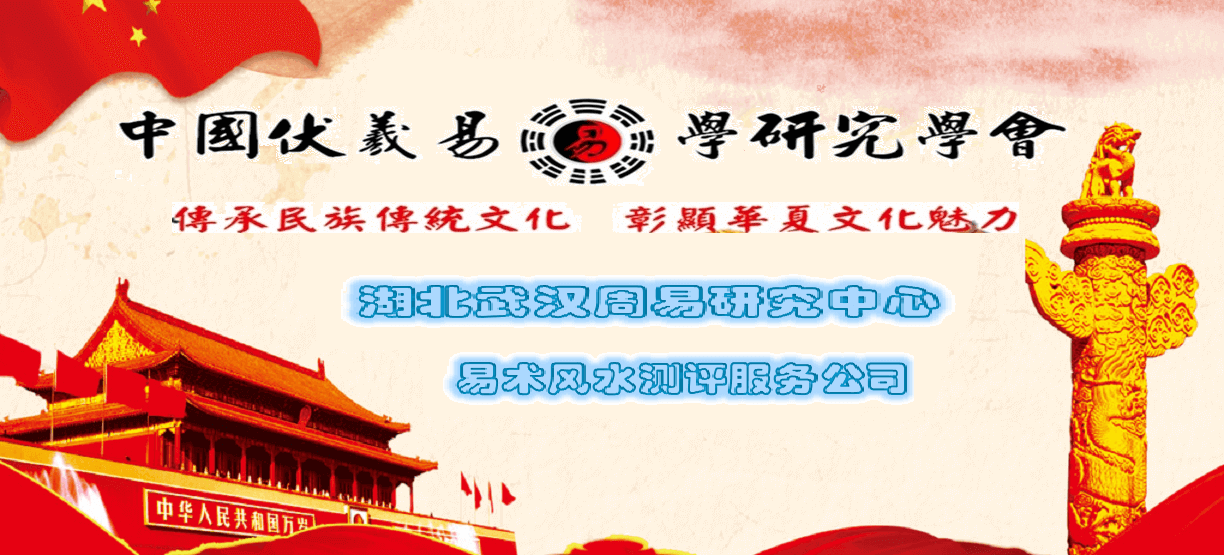 中國伏羲易易學研究學會
傳承民族傳統文化 彰顯華夏文化魅力
湖北武汉周易研究中心
易术风水测评服务公司
中华人民共和国万岁